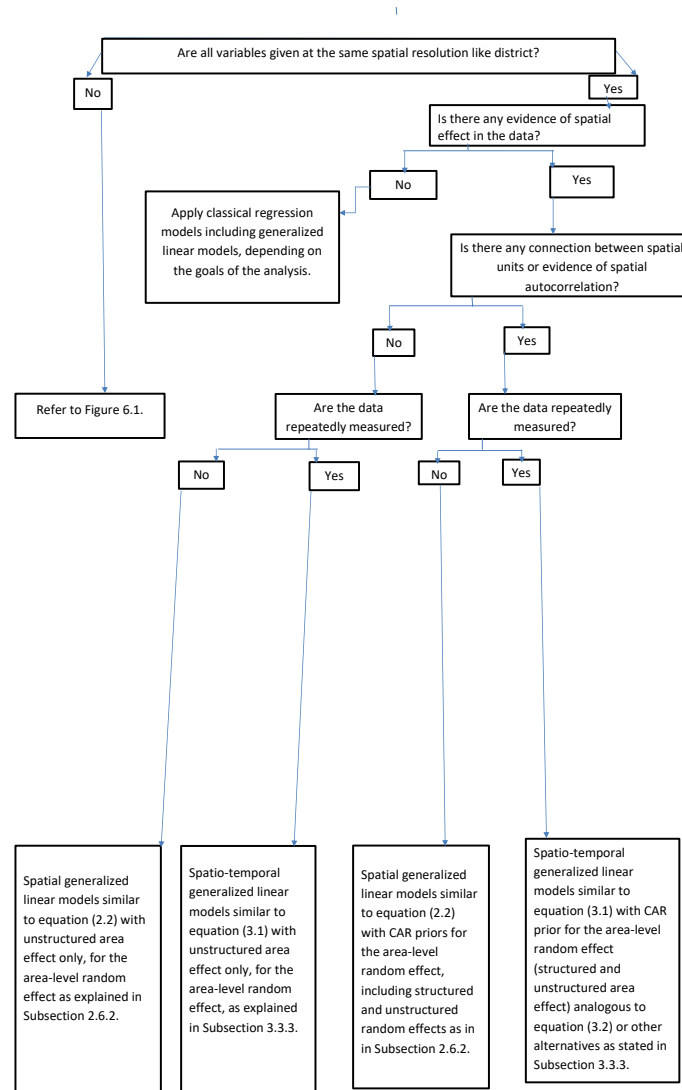 Are all variables given at the same spatial resolution like district?
No
Yes
Is there any evidence of spatial
effect in the data?
No
Yes
Apply classical regression
models including generalized
linear models, depending on
the goals of the analysis.
Is there any connection between spatial
units or evidence of spatial
autocorrelation?
No
Yes
Refer to Figure 6.1.
Are the data
repeatedly measured?
Are the data repeatedly
measured?
No
Yes
No
Yes
Spatial generalized
linear models similar
to equation (2.2) with
unstructured area
effect only, for the
area-level random
effect as explained in
Subsection 2.6.2.
Spatio-temporal
generalized linear
models similar to
equation (3.1) with
unstructured area
effect only, for the
area-level random
effect, as explained
in Subsection 3.3.3.
Spatial generalized
linear models similar
to equation (2.2)
with CAR priors for
the area-level
random effect,
including structured
and unstructured
random effects as in
in Subsection 2.6.2.
Spatio-temporal
generalized linear
models similar to
equation (3.1) with CAR
prior for the area-level
random effect
(structured and
unstructured area
effect) analogous to
equation (3.2) or other
alternatives as stated in
Subsection 3.3.3.